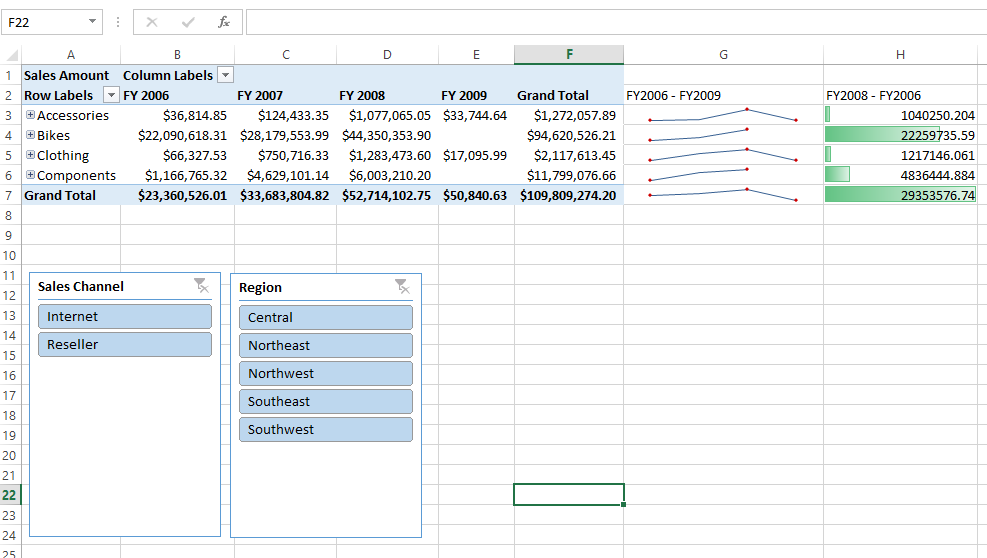 F22 fx
A B C D E F G H
1 Sales Amount Column Labels
2 Row Labels FY 2006 FY 2007 FY 2008 FY 2009 Grand Total FY2006 - FY2009 FY2008 - FY2006
3 Accessories $36,814.85 $124,433.35 $1,077,065.05 $33,744.64 $1,272,057.89 1040250.204
4 Bikes $22,090,618.31 $28,179,553.99 $44,350,353.90 $94,620,526.21 22259735.59
5 Clothing $66,327.53 $750,716.33 $1,283,473.60 $17,095.99 $2,117,613.45 1217146.061
6 Components $1,166,765.32 $4,629,101.14 $6,003,210.20 $11,799,076.66 4836444.884
7 Grand Total $23,360,526.01 $33,683,804.82 $52,714,102.75 $50,840.63 $109,809,274.20 29353576.74
8
9
10
11
12 Sales Channel Region
13 Internet Central
14 Reseller Northeast
15
16 Northwest
17
18 Southeast
19 Southwest
20
21
22
23
24
25